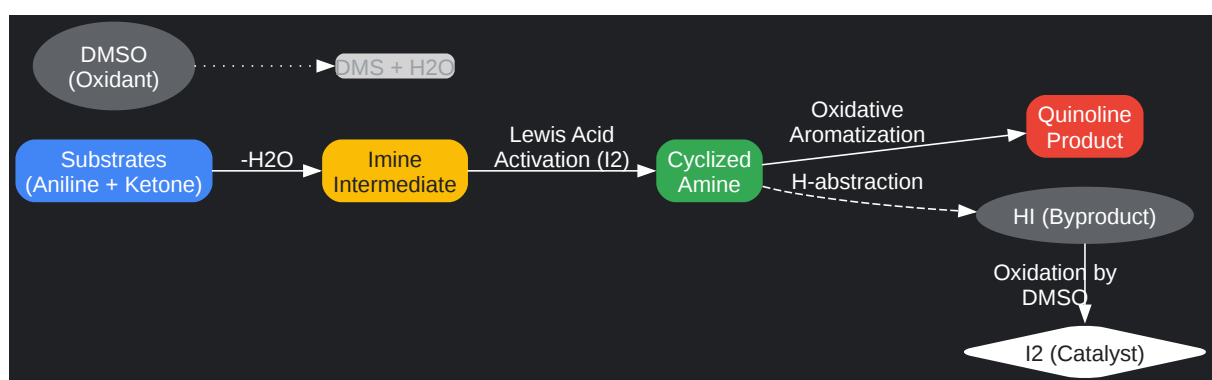 DMSO
(Oxidant)
DMS + H2O
Substrates
(Aniline + Ketone)
-H2O
Imine
Intermediate
Lewis Acid
Activation (I2)
Cyclized
Amine
Oxidative
Aromatization
Quinoline
Product
H-abstraction
HI (Byproduct)
Oxidation by
DMSO
I2 (Catalyst)